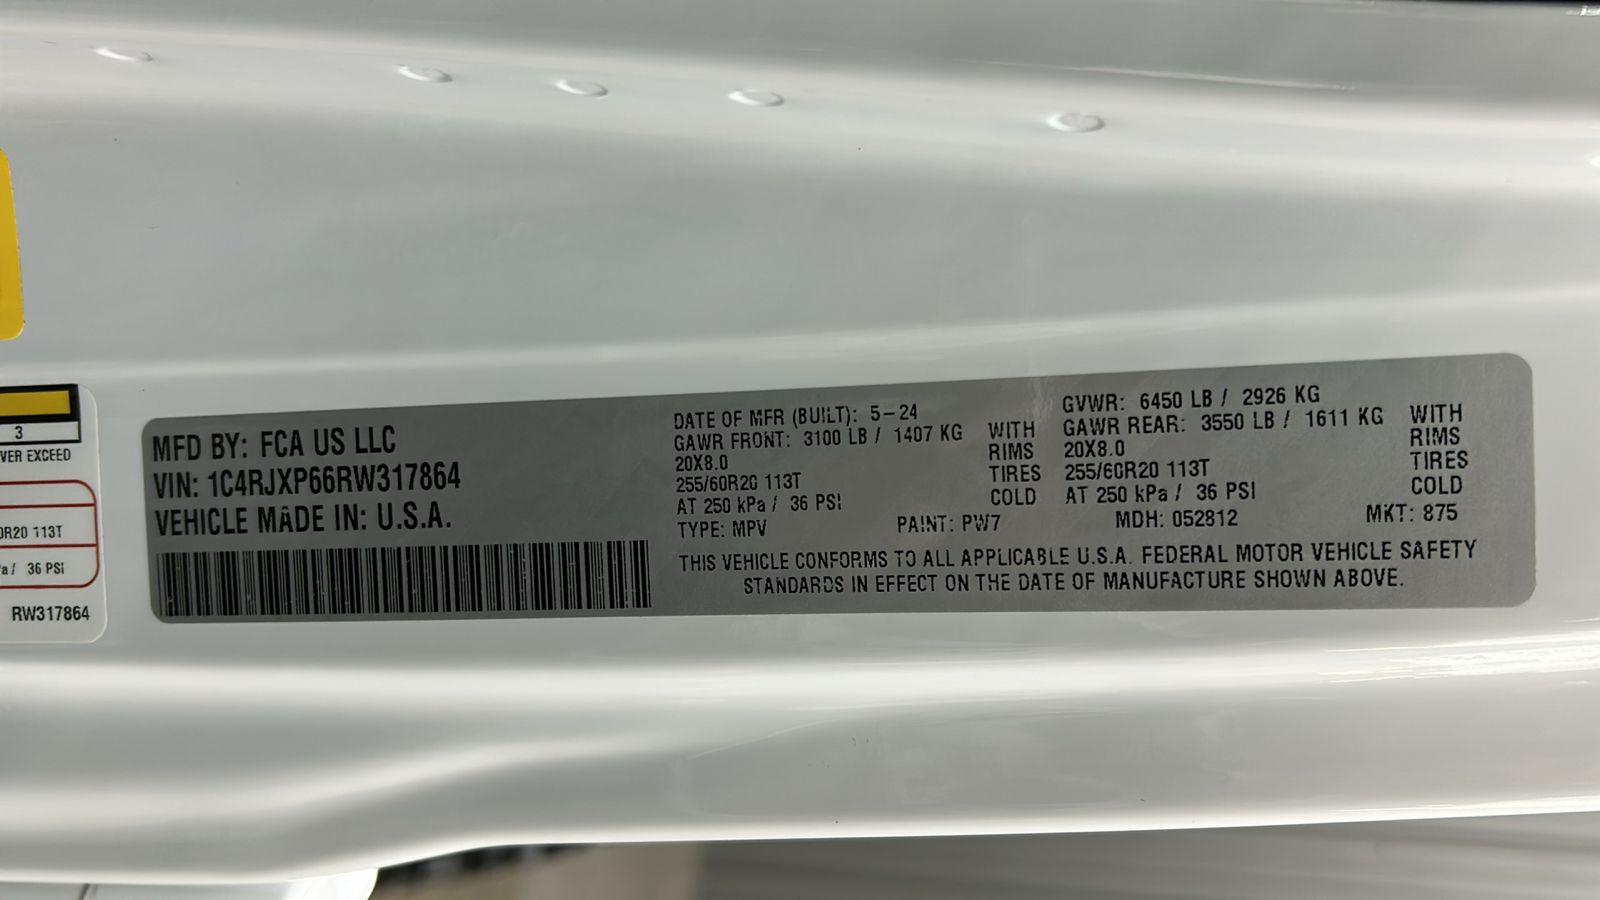 3
VER EXCEED
0R20 113T
a / 36 PSI
RW317864
MFD BY: FCA US LLC
VIN: 1C4RJXP66RW317864
VEHICLE MADE IN: U.S.A.
DATE OF MFR (BUILT): 5-24
GAWR FRONT: 3100 LB / 1407 KG WITH
20X8.0 RIMS
255/60R20 113T TIRES
AT 250 kPa / 36 PSI COLD
TYPE: MPV PAINT: PW7
GVWR: 6450 LB / 2926 KG
GAWR REAR: 3550 LB / 1611 KG WITH
20X8.0 RIMS
255/60R20 113T TIRES
AT 250 kPa / 36 PSI COLD
MDH: 052812 MKT: 875
THIS VEHICLE CONFORMS TO ALL APPLICABLE U.S.A. FEDERAL MOTOR VEHICLE SAFETY
STANDARDS IN EFFECT ON THE DATE OF MANUFACTURE SHOWN ABOVE.